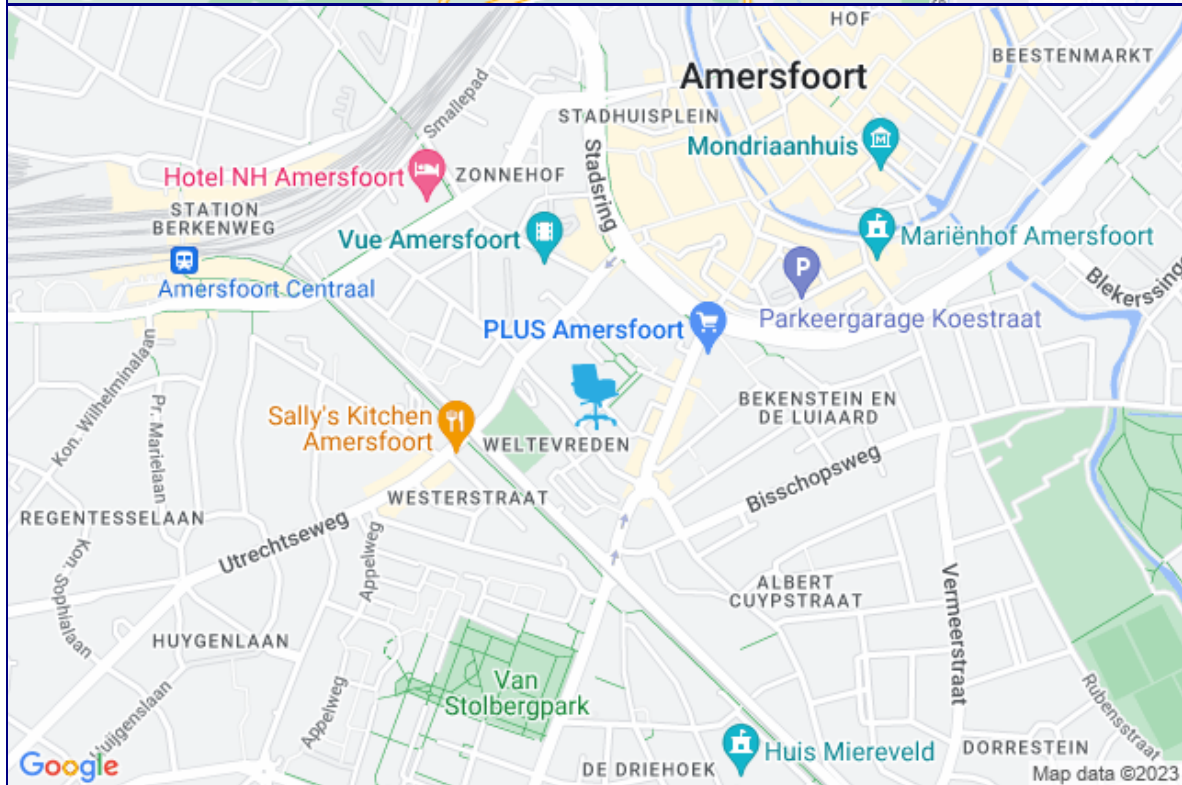 HOF
BEESTENMARKT
Amersfoort
Smallepad
STADHUISPLEIN
Stadsring
Mondriaanhuis
M
Hotel NH Amersfoort
ZONNEHOF
STATION
BERKENWEG
Vue Amersfoort
Mariënhof Amersfoort
P
Blekerssing
Amersfoort Centraal
Parkeergarage Koestraat
PLUS Amersfoort
Kon. Wilhelminalaan
Pr. Marielaan
BEKENSTEIN EN
DE LUIAARD
Sally's Kitchen
Amersfoort
WELTEVREDEN
Bisschopsweg
WESTERSTRAAT
REGENTESSELAAN
Utrechtseweg
Appelweg
Kon. Sophialaan
ALBERT
CUYPSTRAAT
Vermeerstraat
HUYGENLAAN
Van
Stolbergpark
Rubensstraat
Appelweg
Huijgenslaan
Huis Miereveld
DORRESTEIN
DE DRIEHOEK
Google
Map data ©2023